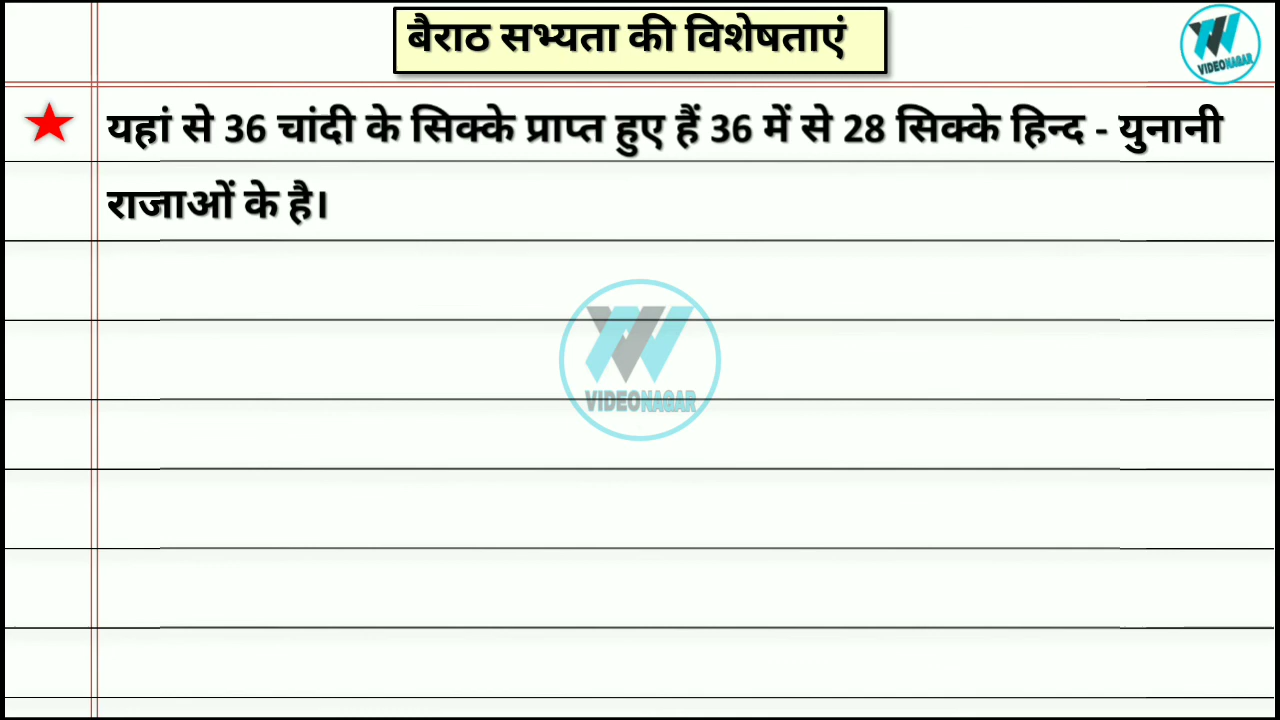 बैराठ सभ्यता की विशेषताएं
VIDEONAGAR
यहां से 36 चांदी के सिक्के प्राप्त हुए हैं 36 में से 28 सिक्के हिन्द - युनानी
राजाओं के है।
VIDEONAGAR